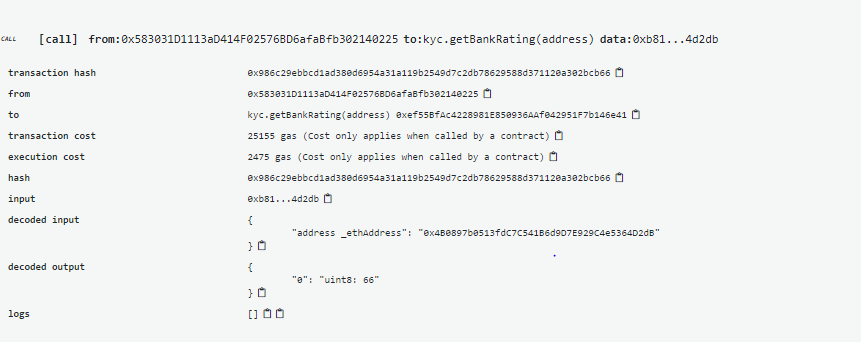 CALL [call] from:0x583031D1113aD414F02576BD6afaBfb302140225 to:kyc.getBankRating(address) data:0xb81...4d2db
transaction hash 0x986c29ebbcd1ad380d6954a31a119b2549d7c2db78629588d371120a302bcb66
from 0x583031D1113aD414F02576BD6afaBfb302140225
to kyc.getBankRating(address) 0xef55BfAc4228981E850936AAf042951F7b146e41
transaction cost 25155 gas (Cost only applies when called by a contract)
execution cost 2475 gas (Cost only applies when called by a contract)
hash 0x986c29ebbcd1ad380d6954a31a119b2549d7c2db78629588d371120a302bcb66
input 0xb81...4d2db
decoded input {
"address _ethAddress": "0x4B0897b0513fdC7C541B6d9D7E929C4e5364D2dB"
}
decoded output {
"0": "uint8: 66"
}
logs []